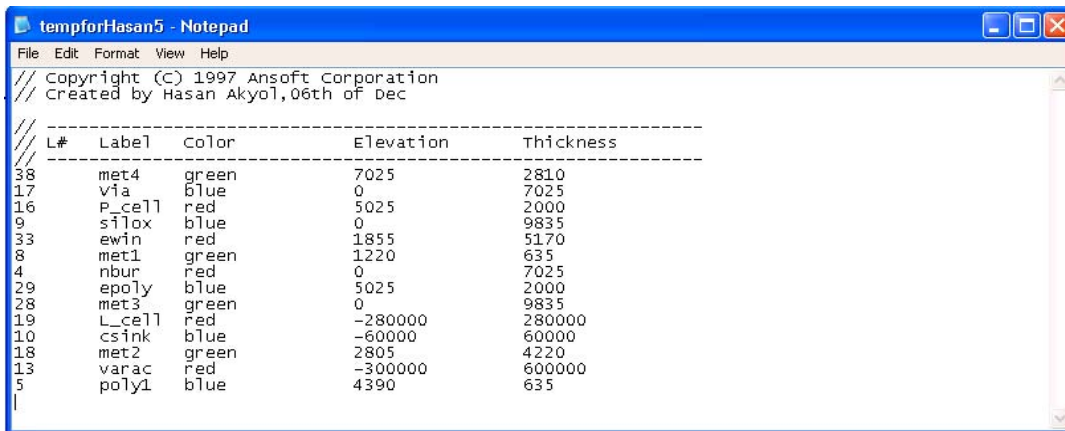 tempforHasan5 - Notepad
File Edit Format View Help
// Copyright (C) 1997 Ansoft Corporation
// Created by Hasan Akyol,06th of Dec
// --------------------------------------------------------------
// L# Label Color Elevation Thickness
// --------------------------------------------------------------
38 met4 green 7025 2810
17 via blue 0 7025
16 P_cell red 5025 2000
9 silox blue 0 9835
33 ewin red 1855 5170
8 met1 green 1220 635
4 nbur red 0 7025
29 epoly blue 5025 2000
28 met3 green 0 9835
19 L_cell red -280000 280000
10 csink blue -60000 60000
18 met2 green 2805 4220
13 varac red -300000 600000
5 poly1 blue 4390 635